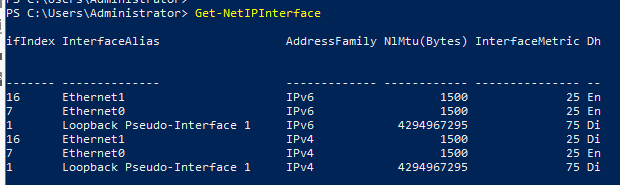 PS C:\Users\Administrator>
PS C:\Users\Administrator> Get-NetIPInterface
ifIndex InterfaceAlias                  AddressFamily NlMtu(Bytes) InterfaceMetric Dh
------- --------------                  ------------- ------------ --------------- --
16      Ethernet1                       IPv6                  1500              25 En
7       Ethernet0                       IPv6                  1500              25 En
1       Loopback Pseudo-Interface 1     IPv6            4294967295              75 Di
16      Ethernet1                       IPv4                  1500              25 Di
7       Ethernet0                       IPv4                  1500              25 En
1       Loopback Pseudo-Interface 1     IPv4            4294967295              75 Di